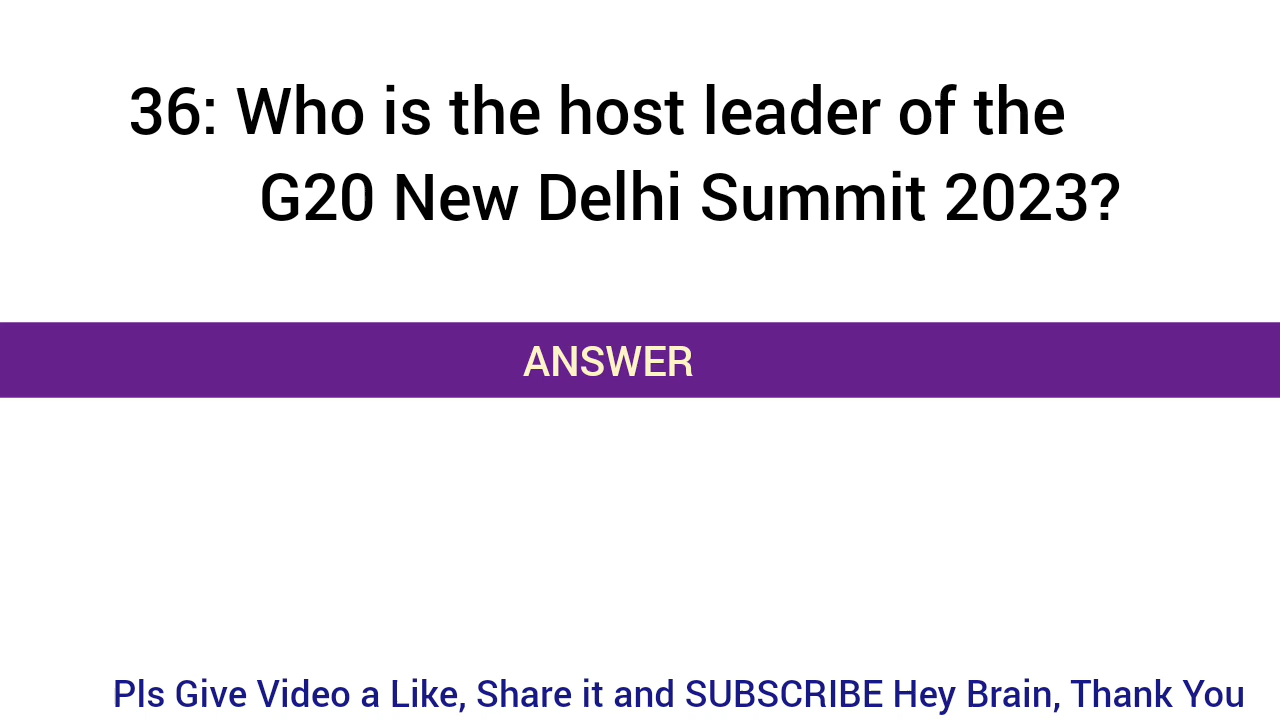 36: Who is the host leader of the
G20 New Delhi Summit 2023?
ANSWER
Pls Give Video a Like, Share it and SUBSCRIBE Hey Brain, Thank You